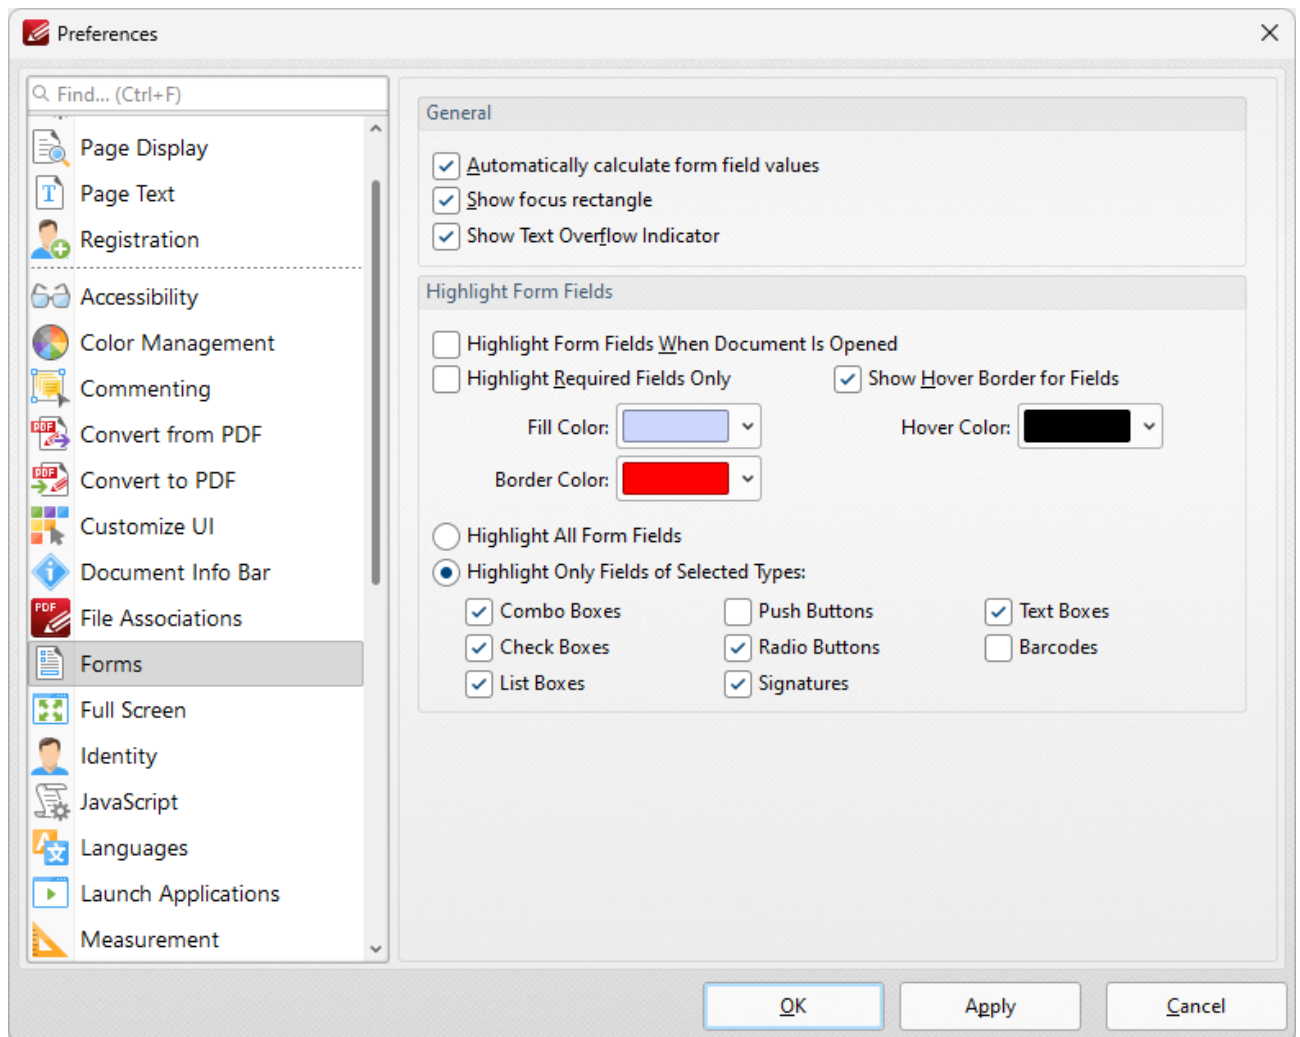 Preferences
Find... (Ctrl+F)
Page Display
T
Page Text
Registration
Accessibility
Color Management
Commenting
PDF
Convert from PDF
PDF
Convert to PDF
Customize UI
i
Document Info Bar
PDF
File Associations
Forms
Full Screen
Identity
JavaScript
A文
Languages
Launch Applications
Measurement
General
Automatically calculate form field values
Show focus rectangle
Show Text Overflow Indicator
Highlight Form Fields
Highlight Form Fields When Document Is Opened
Highlight Required Fields Only
Show Hover Border for Fields
Fill Color:
Hover Color:
Border Color:
Highlight All Form Fields
Highlight Only Fields of Selected Types:
Combo Boxes
Push Buttons
Text Boxes
Check Boxes
Radio Buttons
Barcodes
List Boxes
Signatures
OK
Apply
Cancel